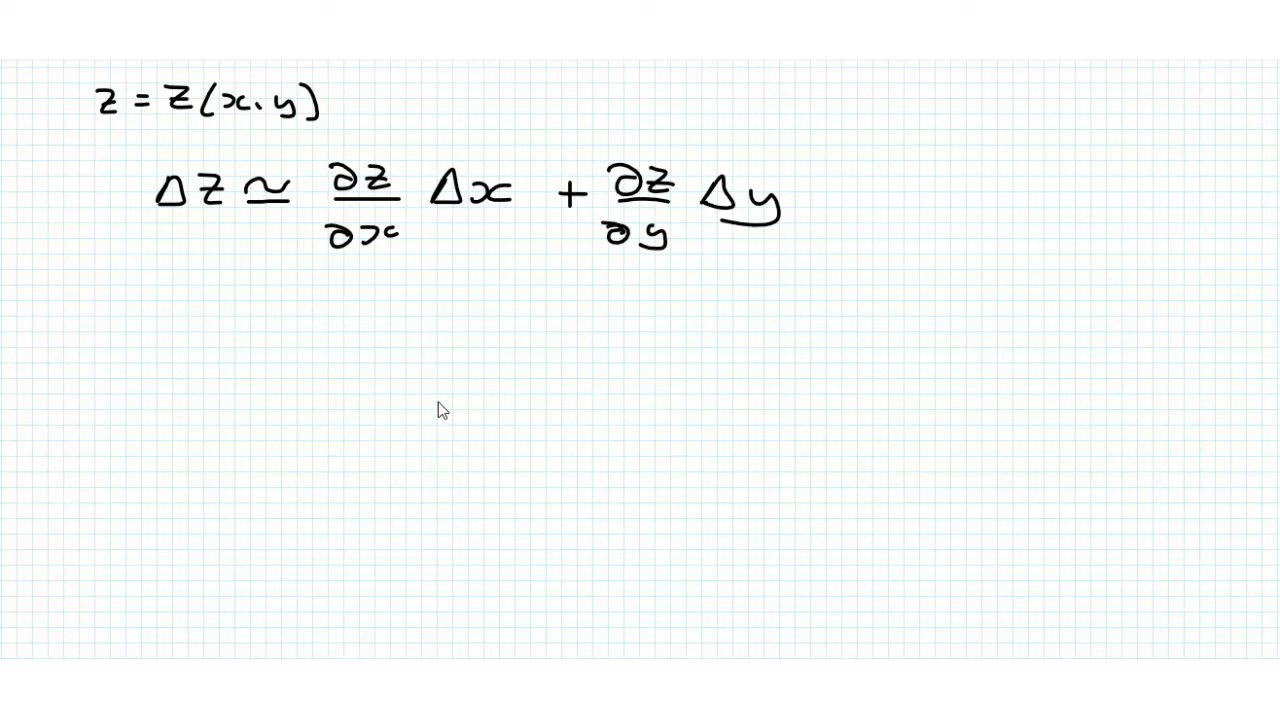 z = z(x, y)
Δz ≃ ∂z/∂x Δx + ∂z/∂y Δy